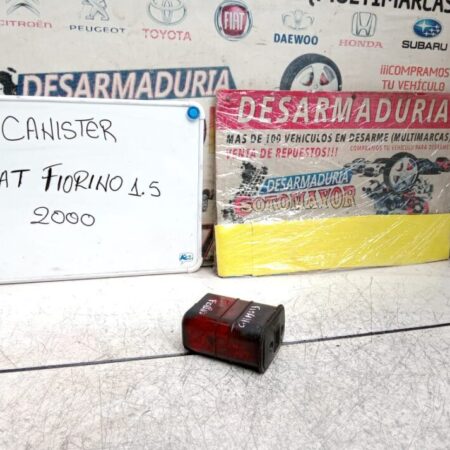 (MULTIMARCAS)
CITROËN
PEUGEOT
TOYOTA
FIAT
DAEWOO
HONDA
SUBARU
¡¡¡COMPRAMOS
TU VEHÍCULO
DESARMADURIA
CANISTER
AT FIORINO 1.5
2000
DESARMADURIA
MAS DE 100 VEHICULOS EN DESARME (MULTIMARCAS)
VENTA DE REPUESTOS!!!
DESARMADURIA
SOTOMAYOR
FIORINO